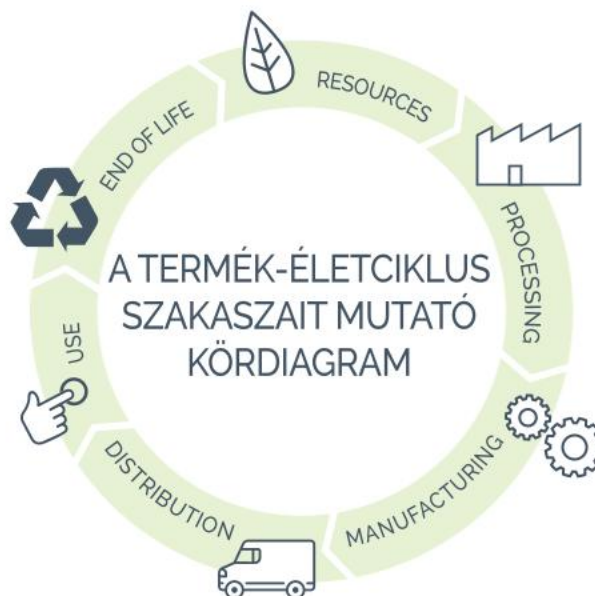 A TERMÉK-ÉLETCIKLUS
SZAKASZAIT MUTATÓ
KÖRDIAGRAM
RESOURCES
PROCESSING
MANUFACTURING
DISTRIBUTION
USE
END OF LIFE